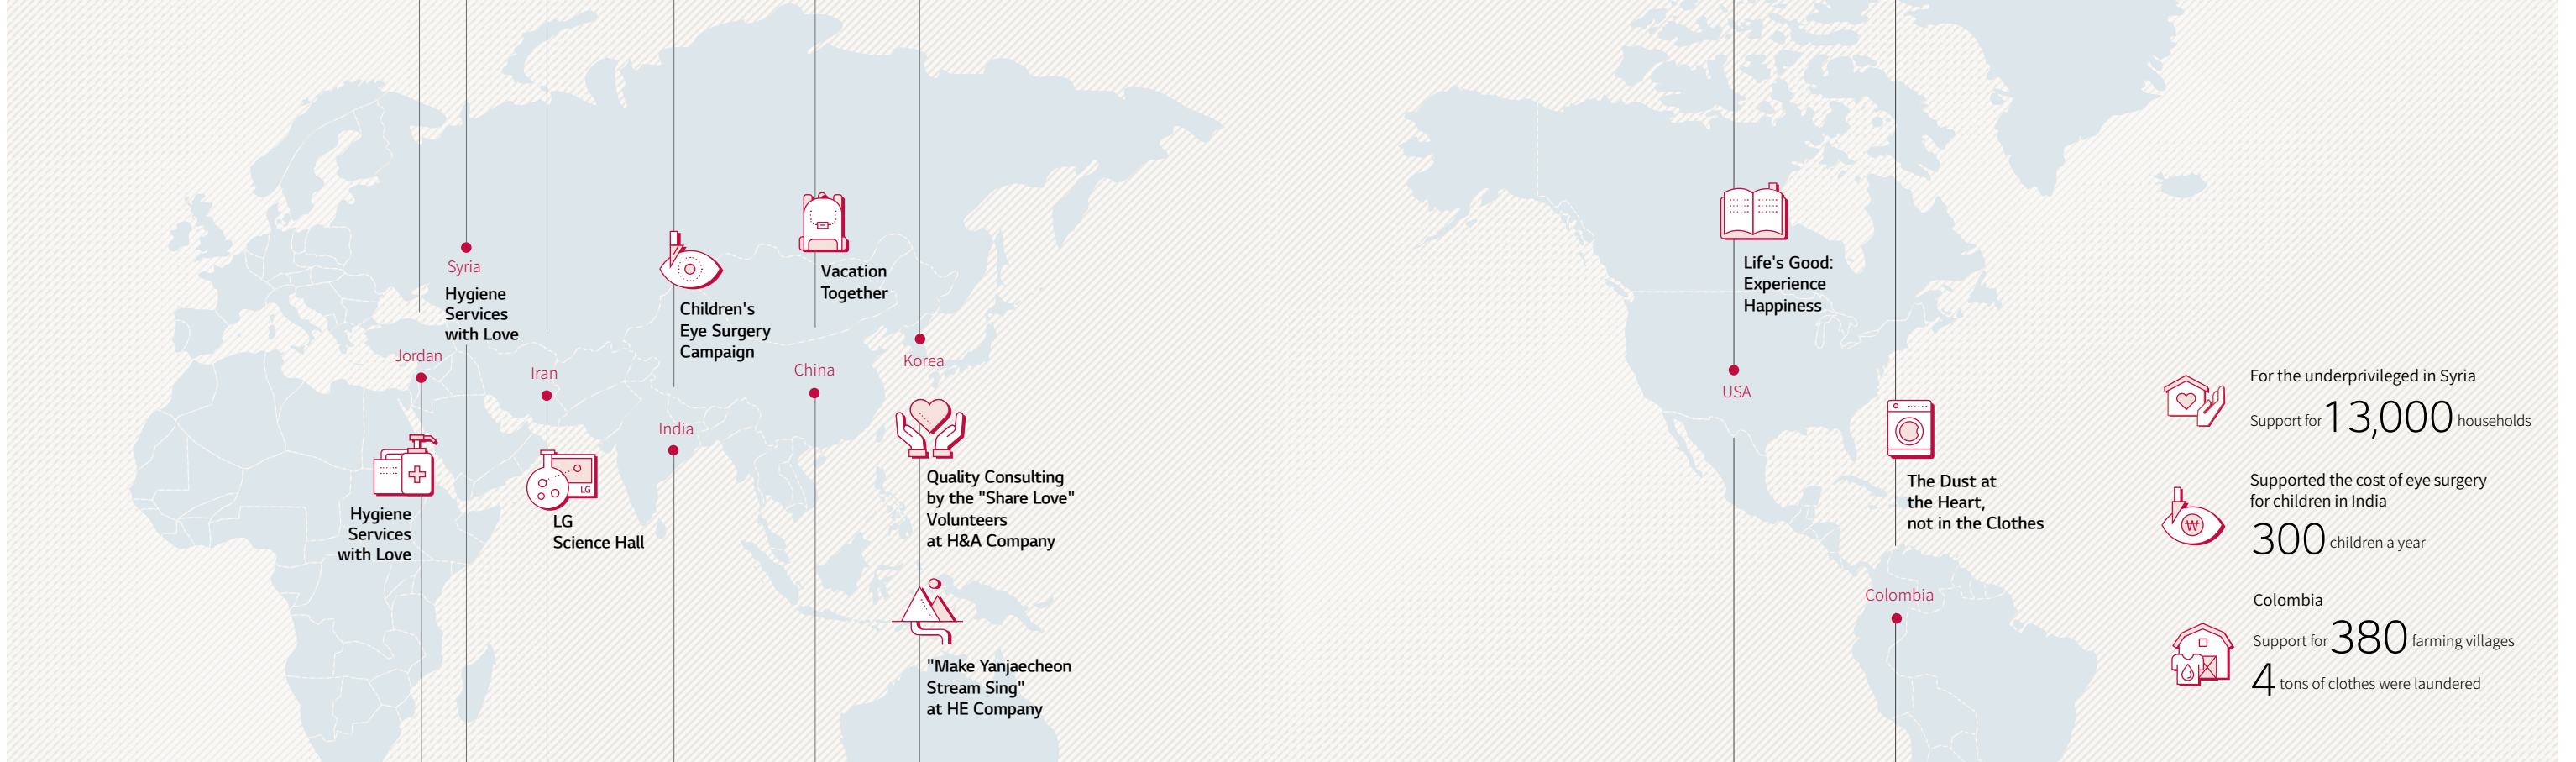 Syria
Hygiene
Services
with Love
Jordan
Hygiene
Services
with Love
Iran
LG
LG
Science Hall
Children's
Eye Surgery
Campaign
India
Vacation
Together
China
Korea
Quality Consulting
by the "Share Love"
Volunteers
at H&A Company
"Make Yanjaecheon
Stream Sing"
at HE Company
Life's Good:
Experience
Happiness
USA
The Dust at
the Heart,
not in the Clothes
Colombia
For the underprivileged in Syria
Support for 13,000 households
Supported the cost of eye surgery
for children in India
₩
300 children a year
Colombia
Support for 380 farming villages
4 tons of clothes were laundered